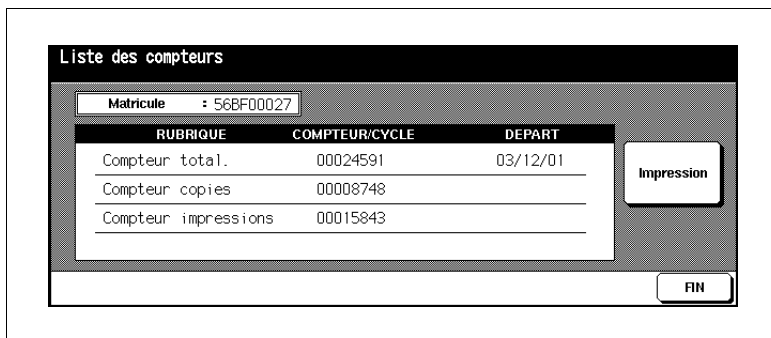 Liste des compteurs
Matricule : 56BF00027
RUBRIQUE COMPTEUR/CYCLE DEPART
Compteur total. 00024591 03/12/01
Impression
Compteur copies 00008748
Compteur impressions 00015843
FIN